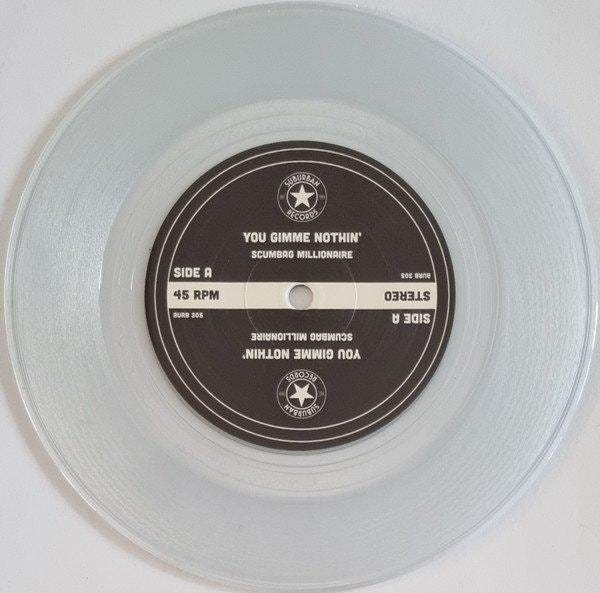 SUBURBAN
RECORDS
YOU GIMME NOTHIN'
SCUMBAG MILLIONAIRE
SIDE A
45 RPM
BURB 305
BURB 305
STEREO
SIDE A
SCUMBAG MILLIONAIRE
YOU GIMME NOTHIN'
SUBURBAN
RECORDS